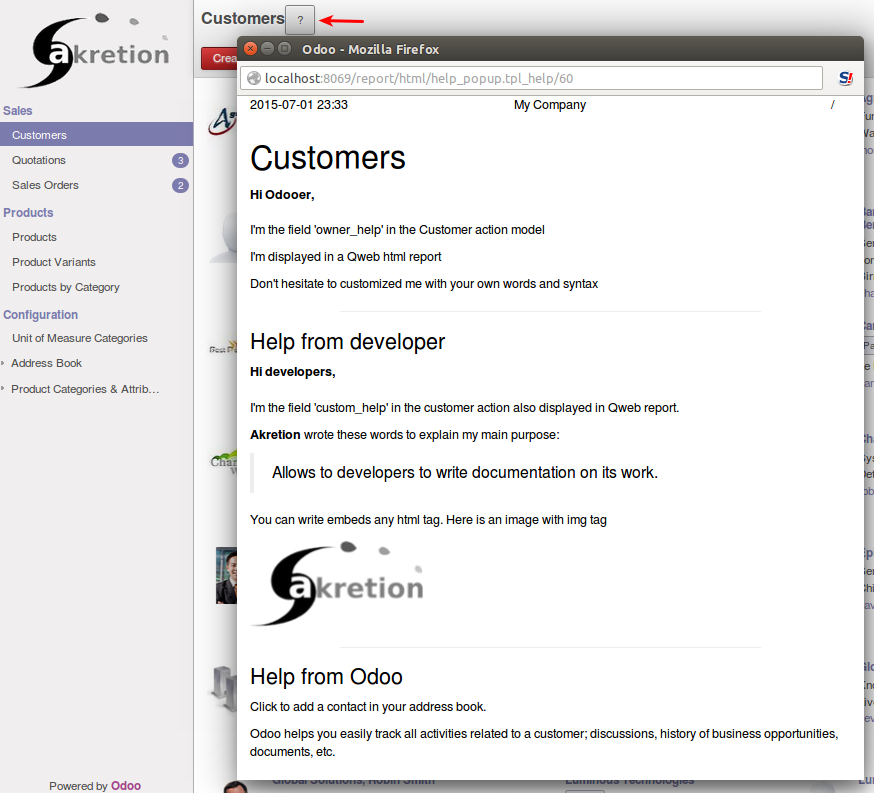 akretion
Sales
Customers
Quotations 3
Sales Orders 2
Products
Products
Product Variants
Products by Category
Configuration
Unit of Measure Categories
Address Book
Product Categories & Attrib...
Powered by Odoo
Customers ?
Odoo - Mozilla Firefox
localhost:8069/report/html/help_popup.tpl_help/60
2015-07-01 23:33 My Company /
Customers
Hi Odooer,
I'm the field 'owner_help' in the Customer action model
I'm displayed in a Qweb html report
Don't hesitate to customized me with your own words and syntax
Help from developer
Hi developers,
I'm the field 'custom_help' in the customer action also displayed in Qweb report.
Akretion wrote these words to explain my main purpose:
Allows to developers to write documentation on its work.
You can write embeds any html tag. Here is an image with img tag
akretion
Help from Odoo
Click to add a contact in your address book.
Odoo helps you easily track all activities related to a customer; discussions, history of business opportunities,
documents, etc.
Global Solutions, Robin Smith
Luminous Technologies